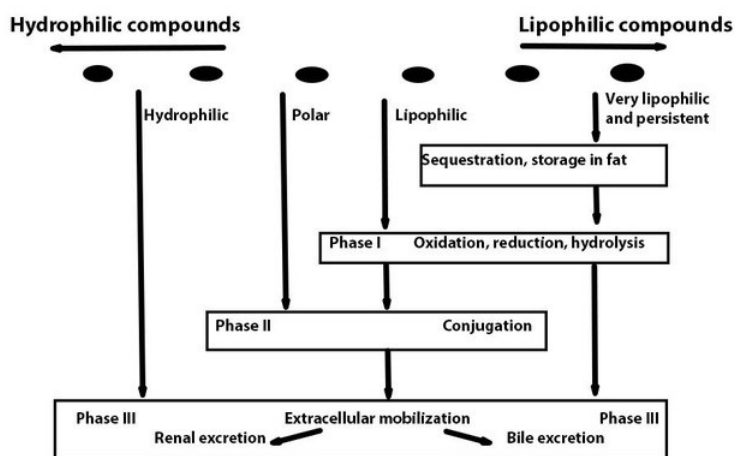 Hydrophilic compounds
Lipophilic compounds
Hydrophilic
Polar
Lipophilic
Very lipophilic
and persistent
Sequestration, storage in fat
Phase I Oxidation, reduction, hydrolysis
Phase II Conjugation
Phase III Extracellular mobilization Phase III
Renal excretion Bile excretion